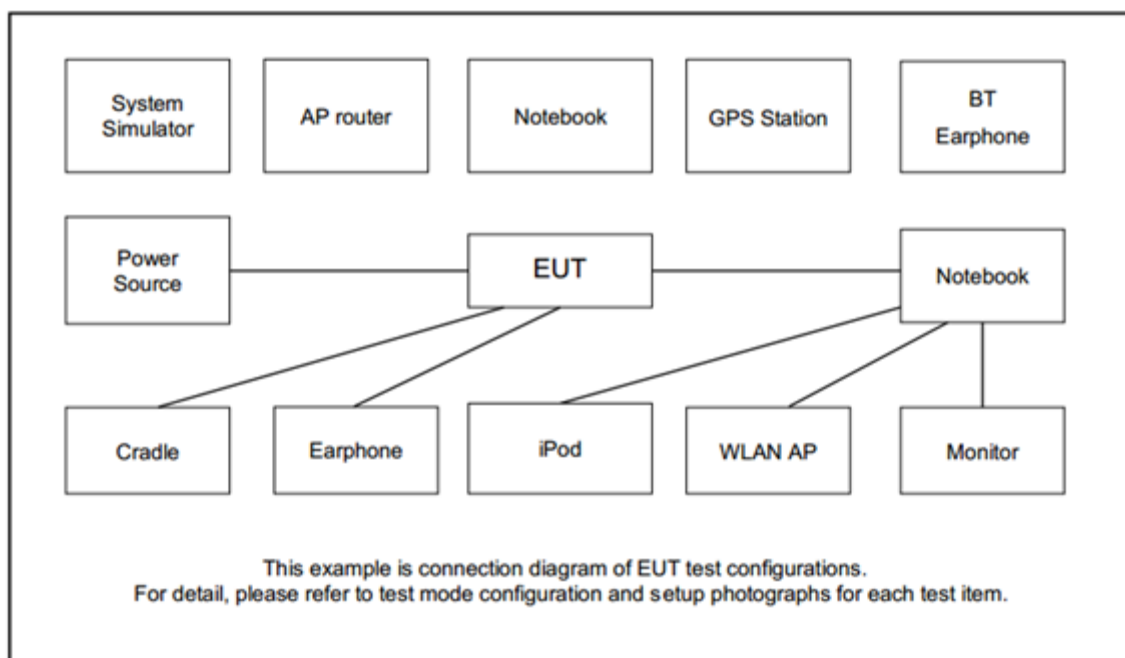 System
Simulator
AP router
Notebook
GPS Station
BT
Earphone
Power
Source
EUT
Notebook
Cradle
Earphone
iPod
WLAN AP
Monitor
This example is connection diagram of EUT test configurations.
For detail, please refer to test mode configuration and setup photographs for each test item.